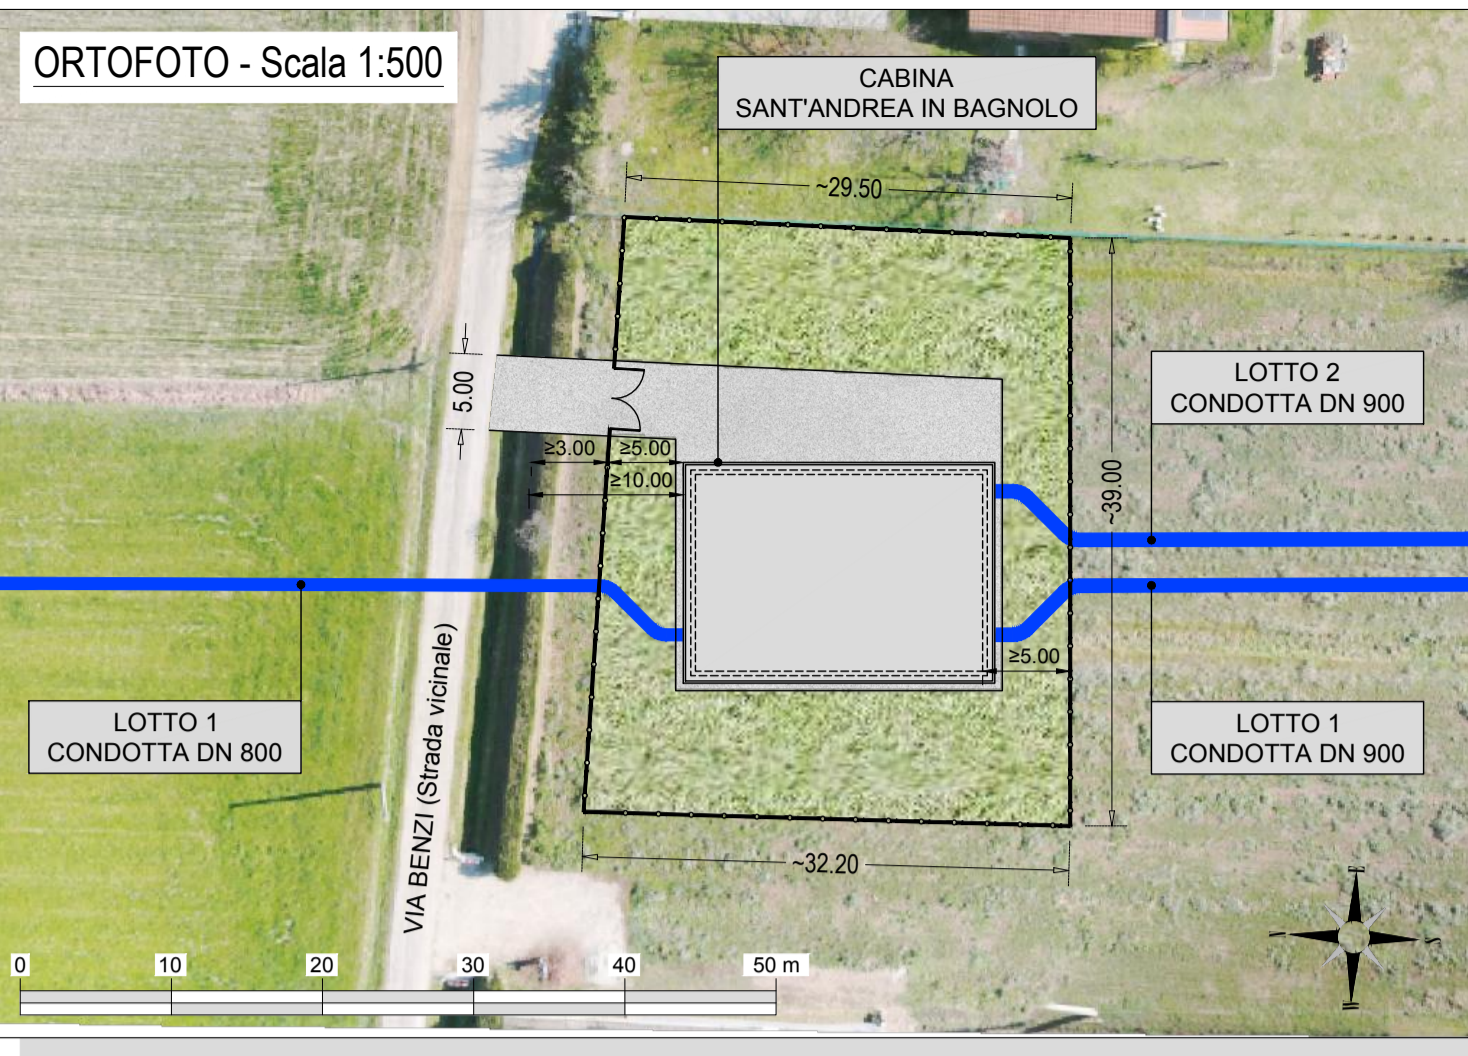 ORTOFOTO - Scala 1:500
CABINA
SANT'ANDREA IN BAGNOLO
~29.50
LOTTO 2
CONDOTTA DN 900
5.00
≥3.00
≥5.00
≥10.00
~39.00
≥5.00
LOTTO 1
CONDOTTA DN 800
VIA BENZI (Strada vicinale)
LOTTO 1
CONDOTTA DN 900
~32.20
0 10 20 30 40 50 m
S